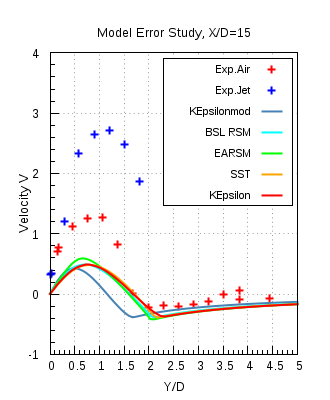 Model Error Study, X/D=15
4
3
2
1
0
-1
Velocity V
Exp.Air
Exp.Jet
KEpsilonmod
BSL RSM
EARSM
SST
KEpsilon
0 0.5 1 1.5 2 2.5 3 3.5 4 4.5 5
Y/D